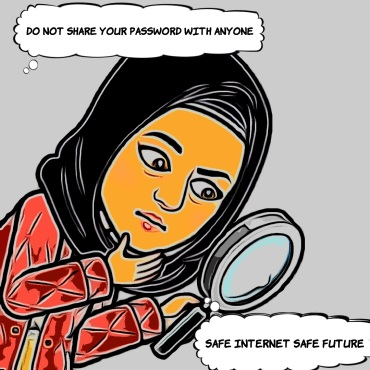 DO NOT SHARE YOUR PASSWORD WITH ANYONE
SAFE INTERNET SAFE FUTURE